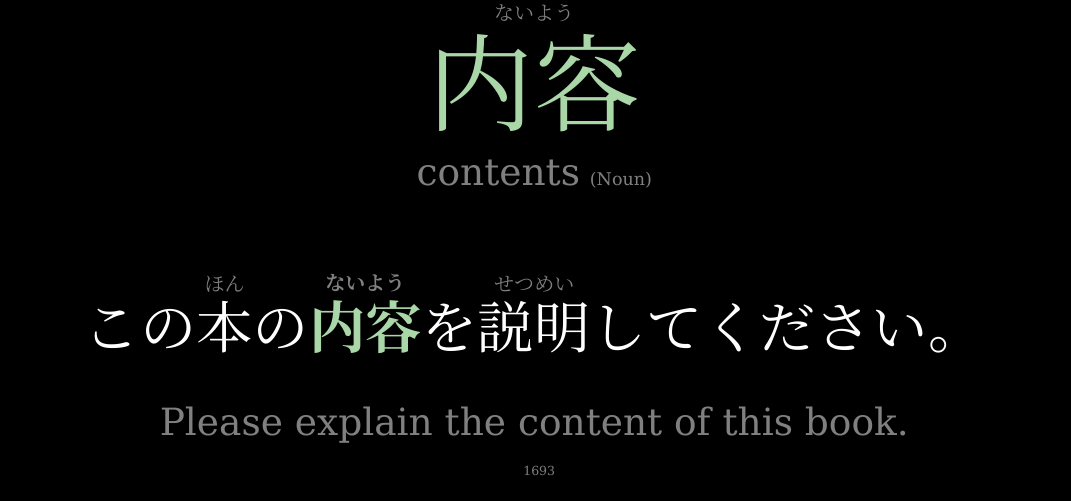 ないよう
内容
contents (Noun)
ほん ないよう せつめい
この本の内容を説明してください。
Please explain the content of this book.
1693